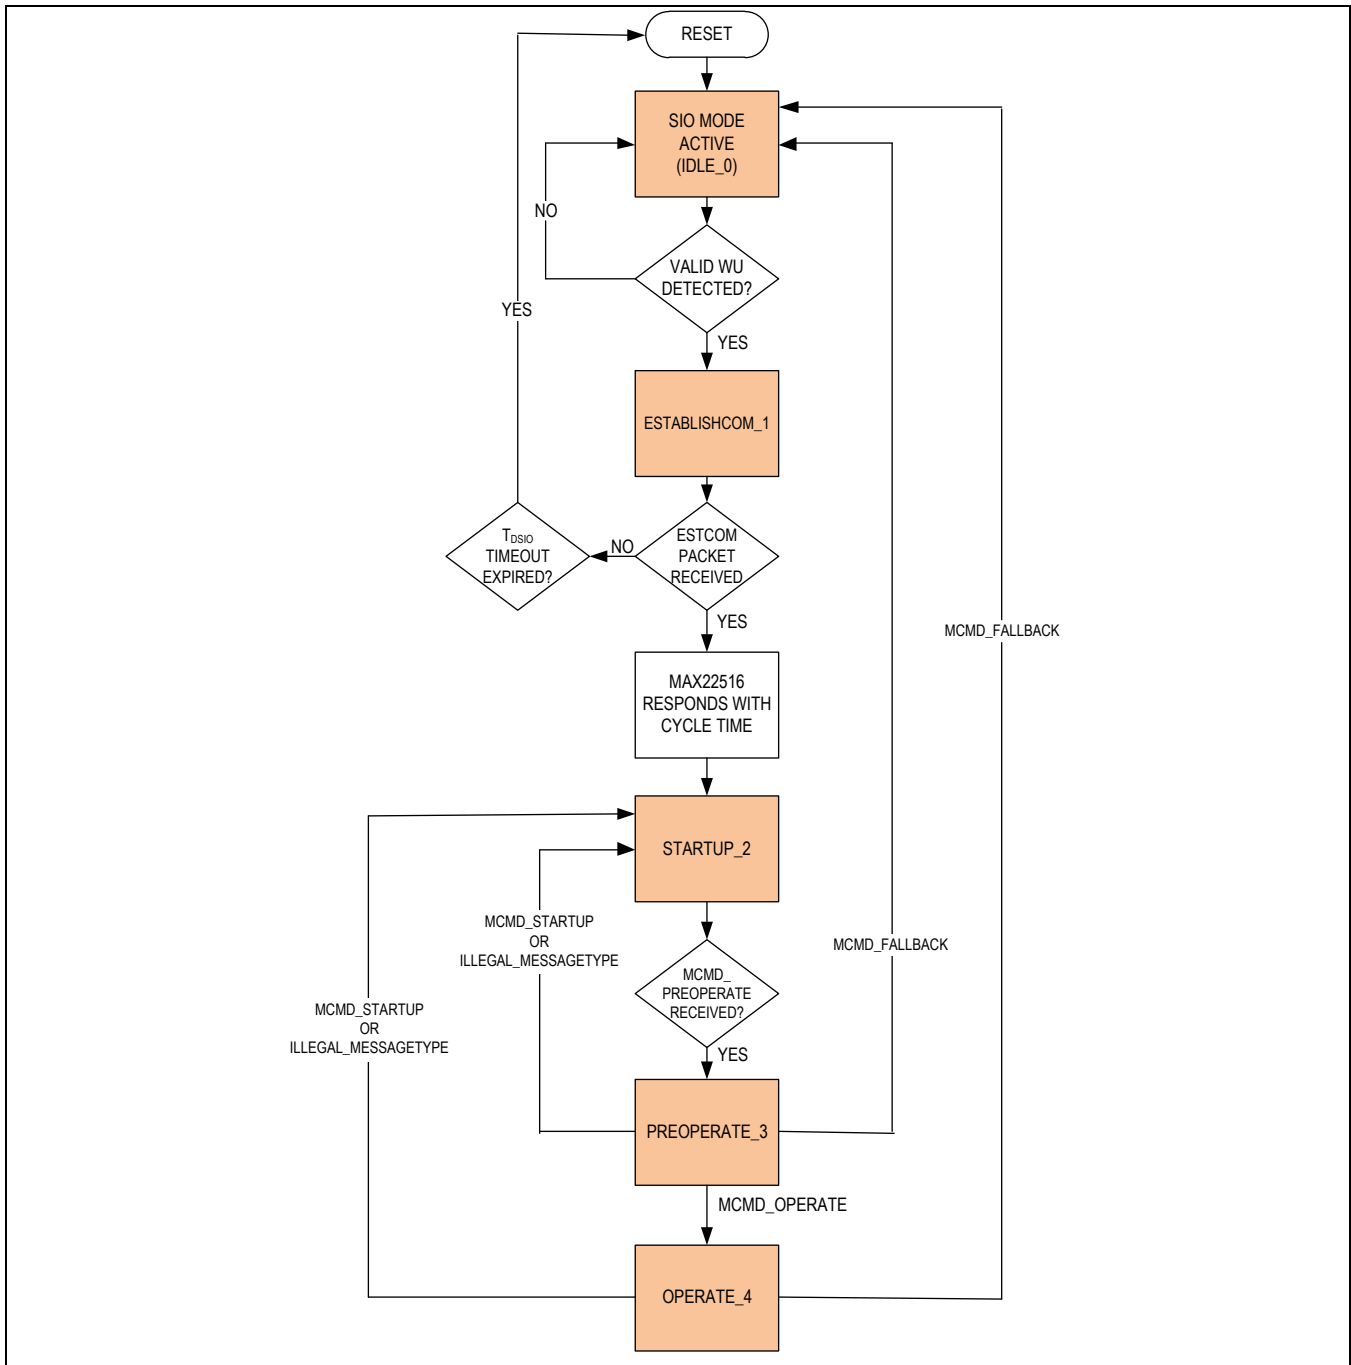 RESET
SIO MODE
ACTIVE
(IDLE_0)
NO
VALID WU
DETECTED?
YES
YES
ESTABLISHCOM_1
TDSIO
TIMEOUT
EXPIRED?
NO
ESTCOM
PACKET
RECEIVED
YES
MCMD_FALLBACK
MAX22516
RESPONDS WITH
CYCLE TIME
STARTUP_2
MCMD_STARTUP
OR
ILLEGAL_MESSAGETYPE
MCMD_FALLBACK
MCMD_
PREOPERATE
RECEIVED?
MCMD_STARTUP
OR
ILLEGAL_MESSAGETYPE
YES
PREOPERATE_3
MCMD_OPERATE
OPERATE_4